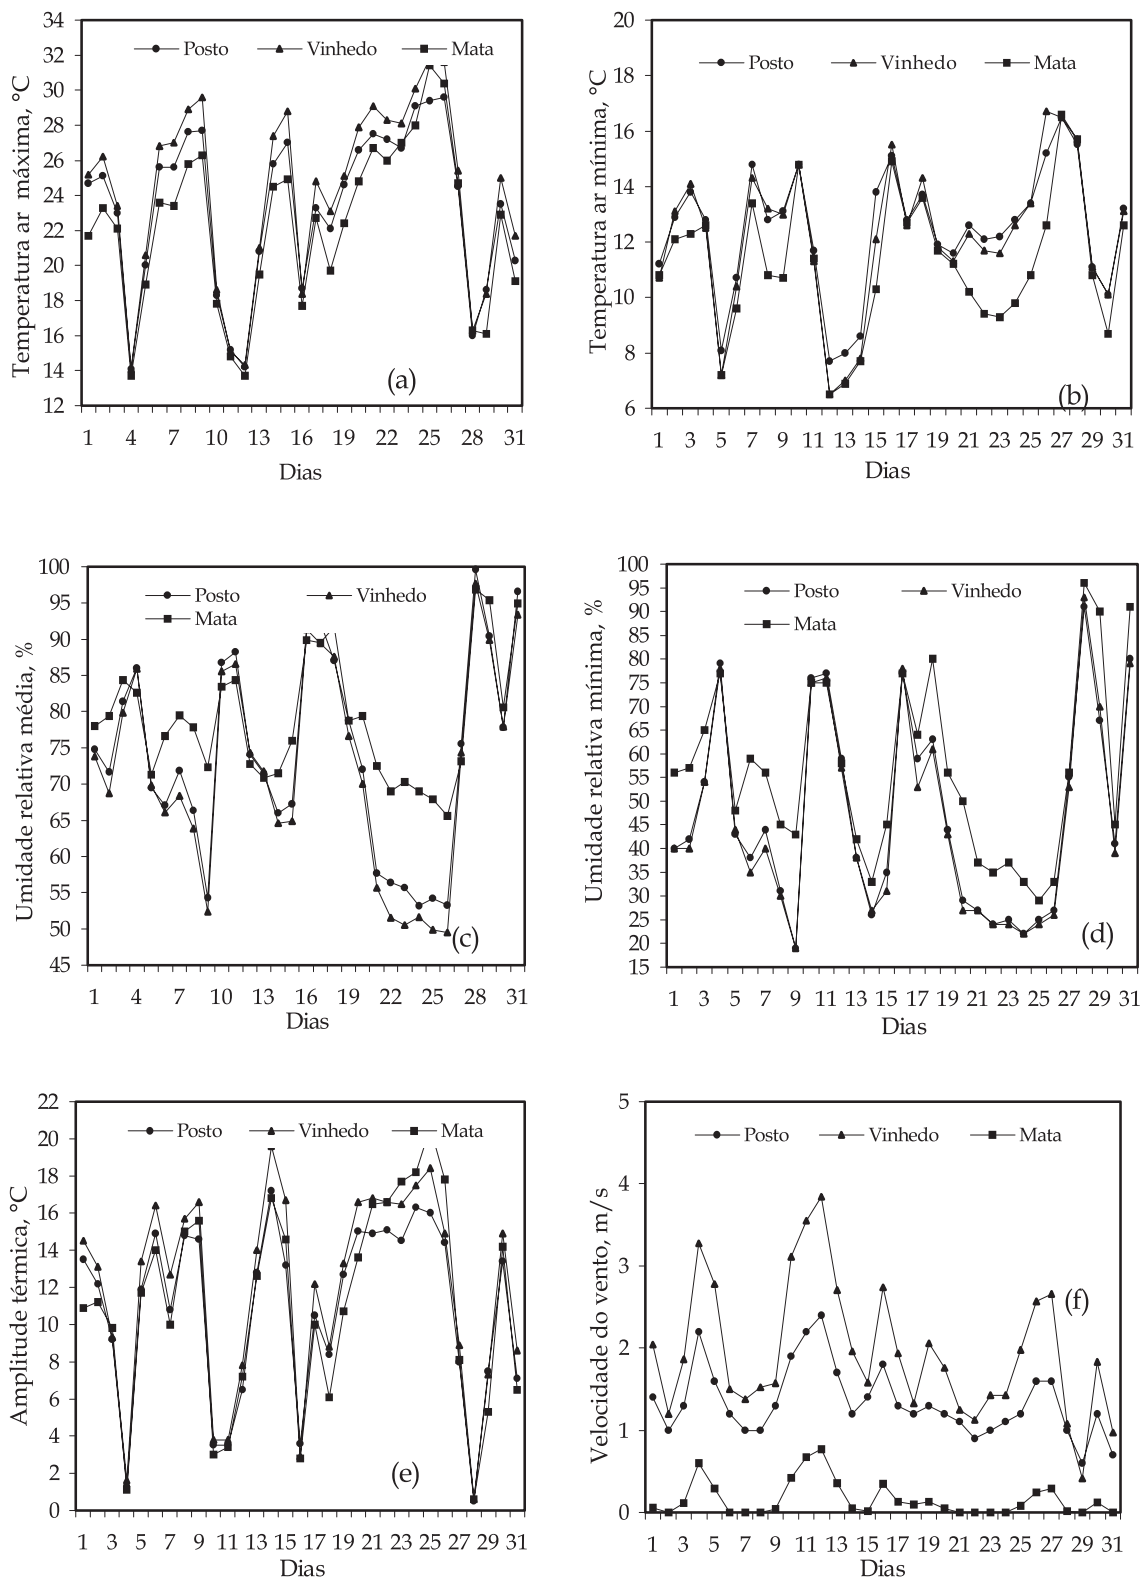 Temperatura ar máxima, °C
34
32
30
28
26
24
22
20
18
16
14
12
Posto Vinhedo Mata
(a)
1 4 7 10 13 16 19 22 25 28 31
Dias
Temperatura ar mínima, °C
20
18
16
14
12
10
8
6
Posto Vinhedo Mata
(b)
1 3 5 7 9 11 13 15 17 19 21 23 25 27 29 31
Dias
Umidade relativa média, %
100
95
90
85
80
75
70
65
60
55
50
45
Posto Vinhedo
Mata
(c)
1 4 7 10 13 16 19 22 25 28 31
Dias
Umidade relativa mínima, %
100
95
90
85
80
75
70
65
60
55
50
45
40
35
30
25
20
15
Posto Vinhedo
Mata
(d)
1 3 5 7 9 11 13 15 17 19 21 23 25 27 29 31
Dias
Amplitude térmica, °C
22
20
18
16
14
12
10
8
6
4
2
0
Posto Vinhedo Mata
(e)
1 3 5 7 9 11 13 15 17 19 21 23 25 27 29 31
Dias
Velocidade do vento, m/s
5
4
3
2
1
0
Posto Vinhedo Mata
(f)
1 3 5 7 9 11 13 15 17 19 21 23 25 27 29 31
Dias